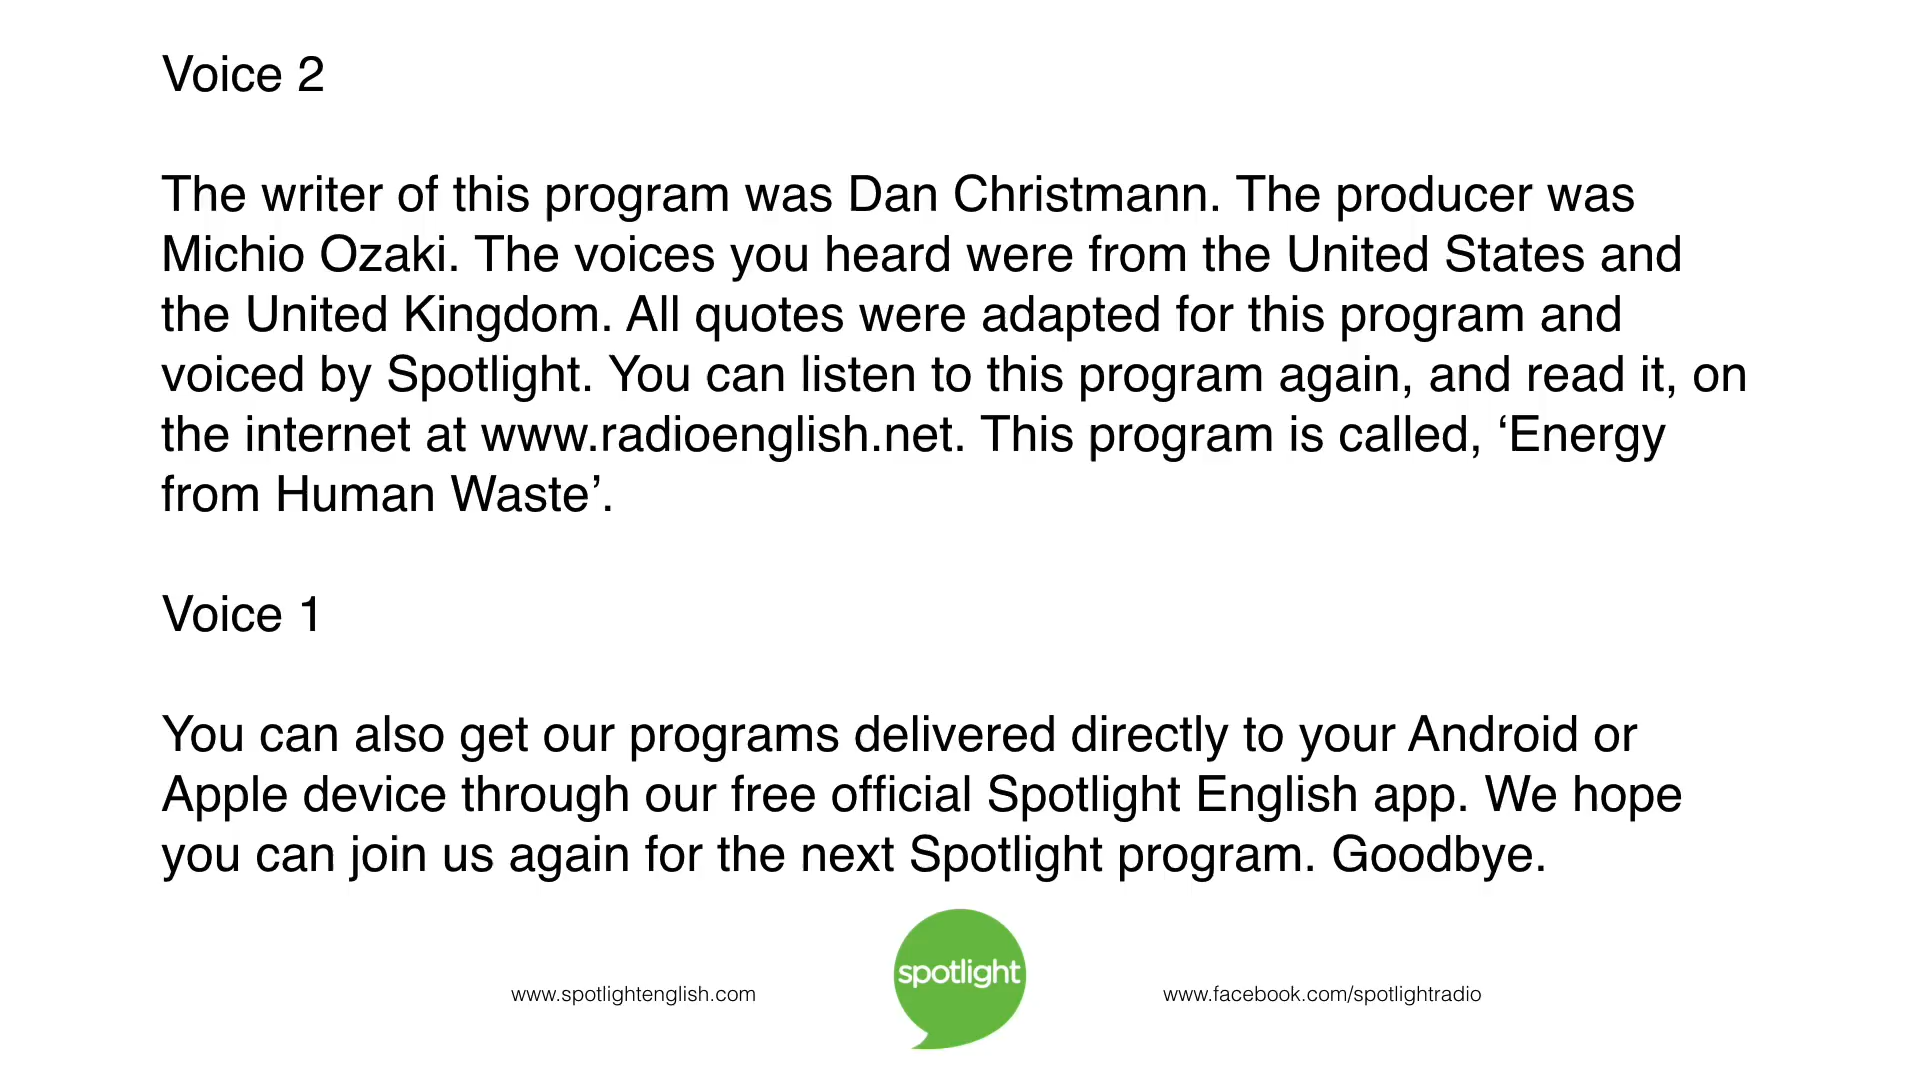 Voice 2
The writer of this program was Dan Christmann. The producer was
Michio Ozaki. The voices you heard were from the United States and
the United Kingdom. All quotes were adapted for this program and
voiced by Spotlight. You can listen to this program again, and read it, on
the internet at www.radioenglish.net. This program is called, ‘Energy
from Human Waste’.
Voice 1
You can also get our programs delivered directly to your Android or
Apple device through our free official Spotlight English app. We hope
you can join us again for the next Spotlight program. Goodbye.
www.spotlightenglish.com
spotlight
www.facebook.com/spotlightradio